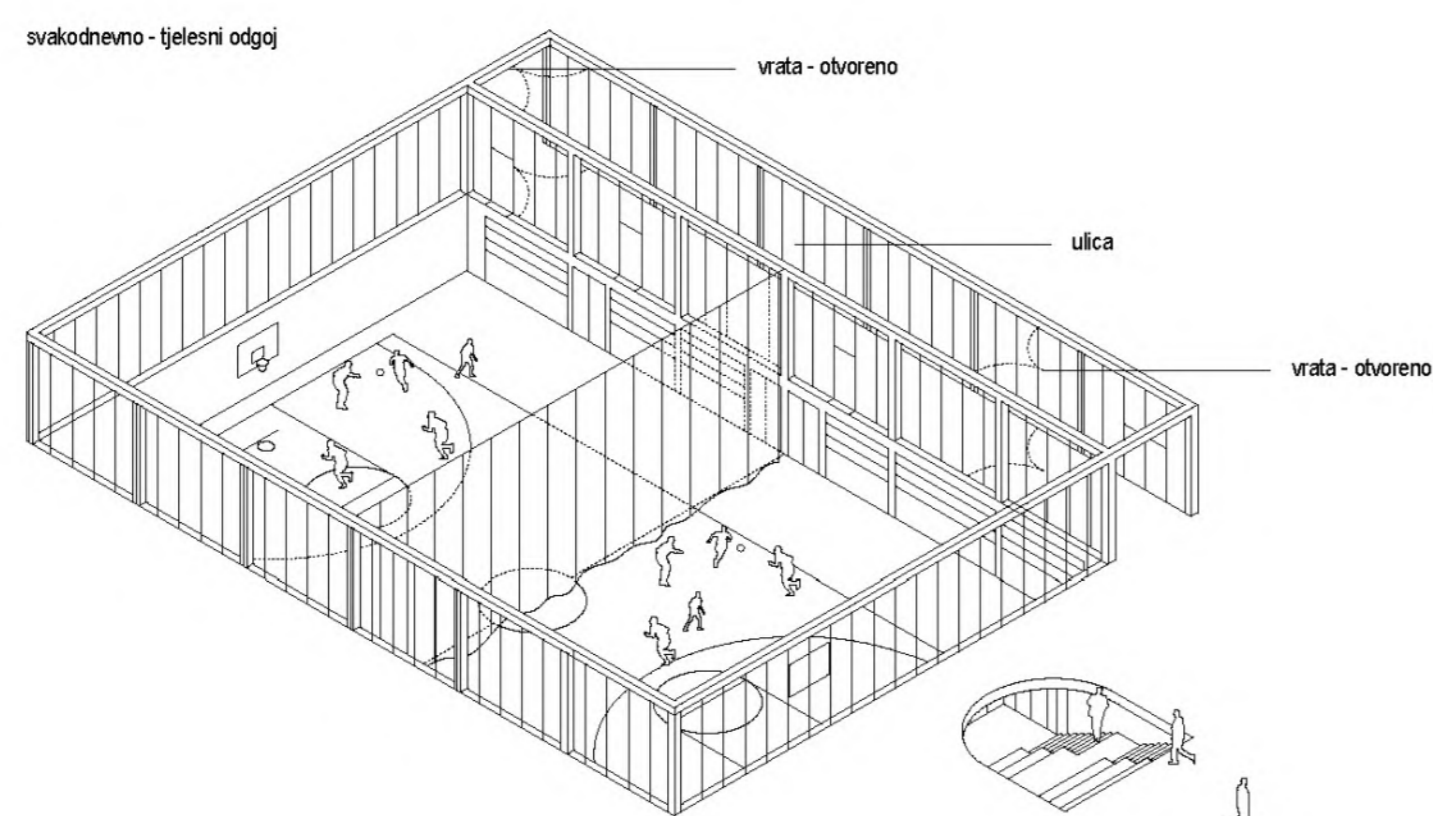 svakodnevno - tjelesni odgoj
vrata - otvoreno
ulica
vrata - otvoreno